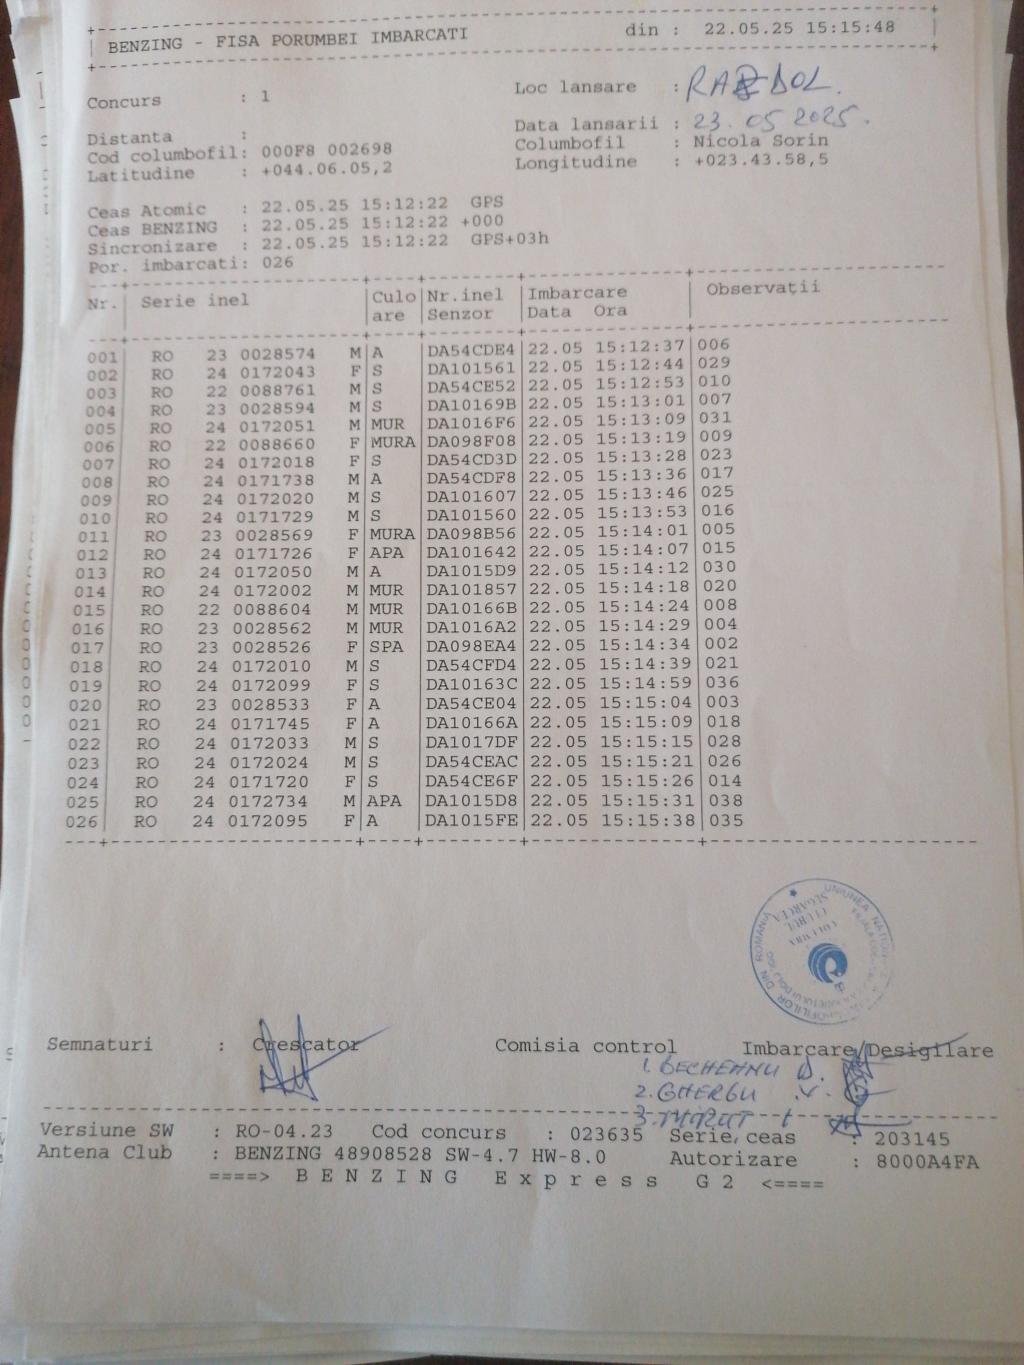 BENZING - FISA PORUMBEI IMBARCATI din : 22.05.25 15:15:48
Concurs : 1 Loc lansare :
Distanta : Data lansarii : 23.05 2025.
Cod columbofil: 000F8 002698 Columbofil : Nicola Sorin
Latitudine : +044.06.05,2 Longitudine : +023.43.58,5
Ceas Atomic : 22.05.25 15:12:22 GPS
Ceas BENZING : 22.05.25 15:12:22 +000
Sincronizare : 22.05.25 15:12:22 GPS+03h
Por. imbarcati: 026
Nr. Serie inel Culo Nr.inel Imbarcare Observaţii
are Senzor Data Ora
001 RO 23 0028574 M A DA54CDE4 22.05 15:12:37 006
002 RO 24 0172043 F S DA101561 22.05 15:12:44 029
003 RO 22 0088761 M S DA54CE52 22.05 15:12:53 010
004 RO 23 0028594 M S DA10169B 22.05 15:13:01 007
005 RO 24 0172051 M MUR DA1016F6 22.05 15:13:09 031
006 RO 22 0088660 F MURA DA098F08 22.05 15:13:19 009
007 RO 24 0172018 F S DA54CD3D 22.05 15:13:28 023
008 RO 24 0171738 M A DA54CDF8 22.05 15:13:36 017
009 RO 24 0172020 M S DA101607 22.05 15:13:46 025
010 RO 24 0171729 M S DA101560 22.05 15:13:53 016
011 RO 23 0028569 F MURA DA098B56 22.05 15:14:01 005
012 RO 24 0171726 F APA DA101642 22.05 15:14:07 015
013 RO 24 0172050 M A DA1015D9 22.05 15:14:12 030
014 RO 24 0172002 M MUR DA101857 22.05 15:14:18 020
015 RO 22 0088604 M MUR DA10166B 22.05 15:14:24 008
016 RO 23 0028562 M MUR DA1016A2 22.05 15:14:29 004
017 RO 23 0028526 F SPA DA098EA4 22.05 15:14:34 002
018 RO 24 0172010 M S DA54CFD4 22.05 15:14:39 021
019 RO 24 0172099 F S DA10163C 22.05 15:14:59 036
020 RO 23 0028533 F A DA54CE04 22.05 15:15:04 003
021 RO 24 0171745 F A DA10166A 22.05 15:15:09 018
022 RO 24 0172033 M S DA1017DF 22.05 15:15:15 028
023 RO 24 0172024 M S DA54CEAC 22.05 15:15:21 026
024 RO 24 0171720 F S DA54CE6F 22.05 15:15:26 014
025 RO 24 0172734 M APA DA1015D8 22.05 15:15:31 038
026 RO 24 0172095 F A DA1015FE 22.05 15:15:38 035
UNIUNEA
DIN ROMANIA
CLUBUL
SEGARCEA
Semnaturi : Crescator Comisia control Imbarcare/Desigilare
1. BECHEANU D.
2. GHERGU V.
3.
Versiune SW : RO-04.23 Cod concurs : 023635 Serie ceas : 203145
Antena Club : BENZING 48908528 SW-4.7 HW-8.0 Autorizare : 8000A4FA
====> BENZING Express G2 <====